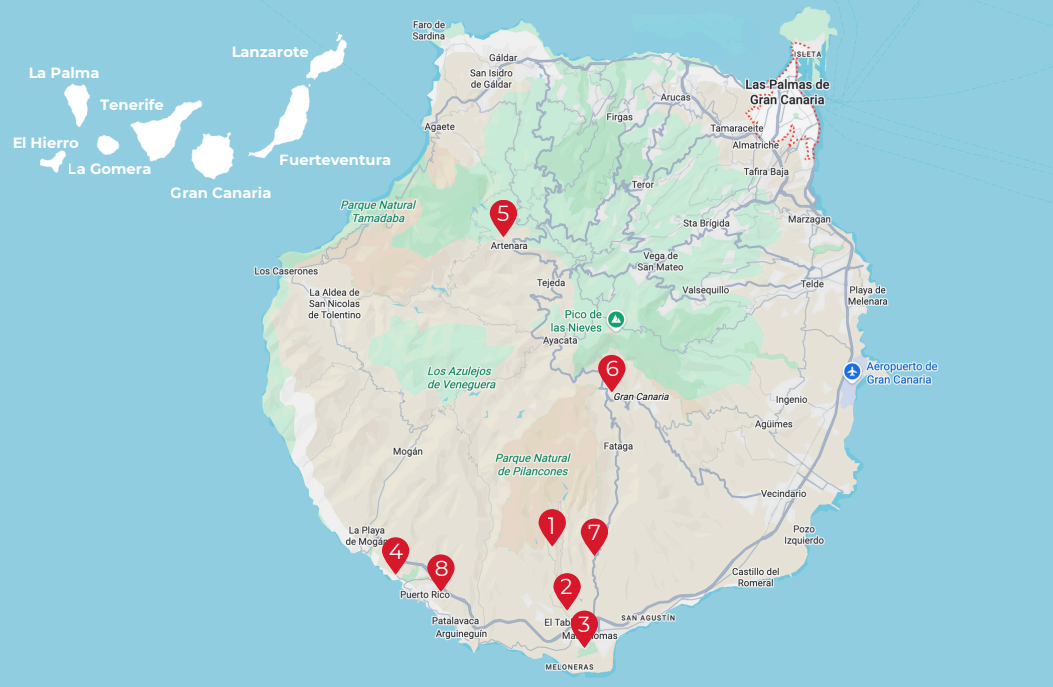 Lanzarote
La Palma
Tenerife
El Hierro
La Gomera
Fuerteventura
Gran Canaria
Faro de
Sardina
Gáldar
San Isidro
de Gáldar
ISLETA
Las Palmas de
Gran Canaria
Arucas
Firgas
Agaete
Tamaraceite
Almatriche
Tafira Baja
Teror
Parque Natural
Tamadaba
5
Artenara
Sta Brígida
Marzagan
Vega de
San Mateo
Los Caserones
Tejeda
Valsequillo
Telde
Playa de
Melenara
La Aldea de
San Nicolas
de Tolentino
Pico de
las Nieves
Ayacata
Los Azulejos
de Veneguera
6
Gran Canaria
Aeropuerto de
Gran Canaria
Ingenio
Agüimes
Mogán
Fataga
Parque Natural
de Pilancones
Vecindario
1
7
La Playa
de Mogán
Pozo
Izquierdo
4
8
Puerto Rico
2
Castillo del
Romeral
Patalavaca
Arguineguín
El Tab
3
SAN AGUSTÍN
MELONERAS